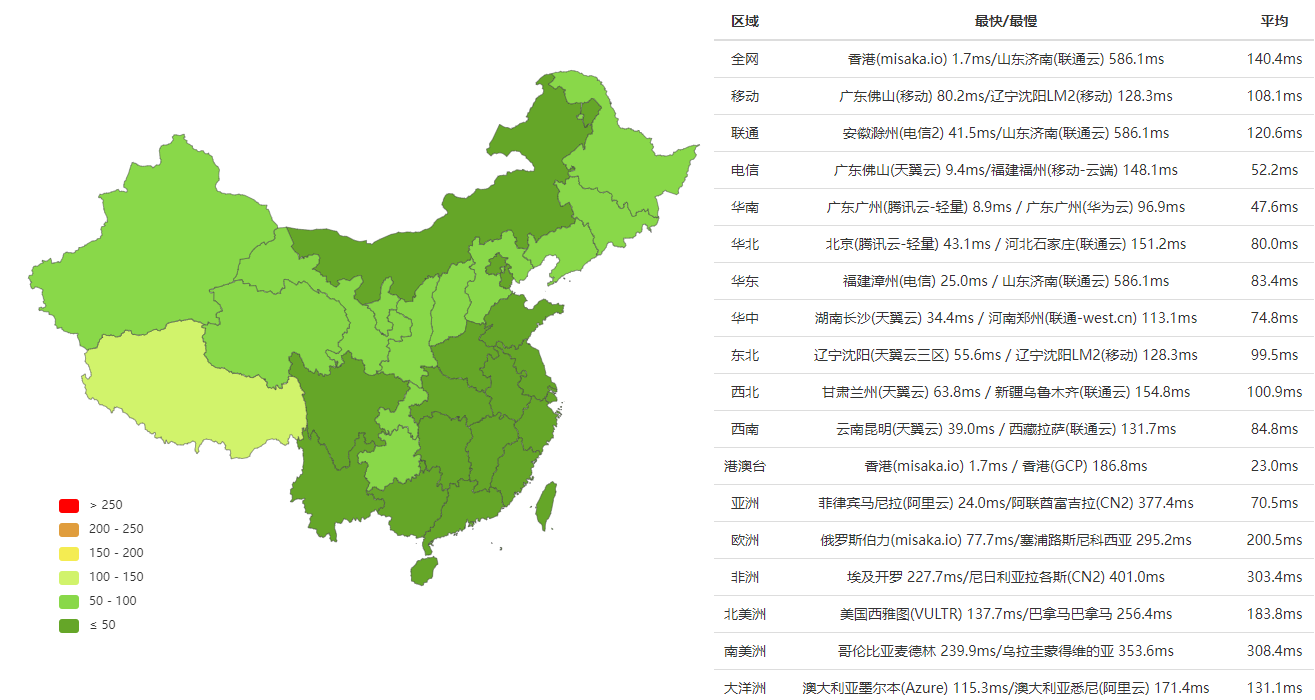 区域 最快/最慢 平均
全网 香港(misaka.io) 1.7ms/山东济南(联通云) 586.1ms 140.4ms
移动 广东佛山(移动) 80.2ms/辽宁沈阳LM2(移动) 128.3ms 108.1ms
联通 安徽滁州(电信2) 41.5ms/山东济南(联通云) 586.1ms 120.6ms
电信 广东佛山(天翼云) 9.4ms/福建福州(移动-云端) 148.1ms 52.2ms
华南 广东广州(腾讯云-轻量) 8.9ms / 广东广州(华为云) 96.9ms 47.6ms
华北 北京(腾讯云-轻量) 43.1ms / 河北石家庄(联通云) 151.2ms 80.0ms
华东 福建漳州(电信) 25.0ms / 山东济南(联通云) 586.1ms 83.4ms
华中 湖南长沙(天翼云) 34.4ms / 河南郑州(联通-west.cn) 113.1ms 74.8ms
东北 辽宁沈阳(天翼云三区) 55.6ms / 辽宁沈阳LM2(移动) 128.3ms 99.5ms
西北 甘肃兰州(天翼云) 63.8ms / 新疆乌鲁木齐(联通云) 154.8ms 100.9ms
西南 云南昆明(天翼云) 39.0ms / 西藏拉萨(联通云) 131.7ms 84.8ms
港澳台 香港(misaka.io) 1.7ms / 香港(GCP) 186.8ms 23.0ms
亚洲 菲律宾马尼拉(阿里云) 24.0ms/阿联酋富吉拉(CN2) 377.4ms 70.5ms
欧洲 俄罗斯伯力(misaka.io) 77.7ms/塞浦路斯尼科西亚 295.2ms 200.5ms
非洲 埃及开罗 227.7ms/尼日利亚拉各斯(CN2) 401.0ms 303.4ms
北美洲 美国西雅图(VULTR) 137.7ms/巴拿马巴拿马 256.4ms 183.8ms
南美洲 哥伦比亚麦德林 239.9ms/乌拉圭蒙得维的亚 353.6ms 308.4ms
大洋洲 澳大利亚墨尔本(Azure) 115.3ms/澳大利亚悉尼(阿里云) 171.4ms 131.1ms
> 250
200 - 250
150 - 200
100 - 150
50 - 100
≤ 50